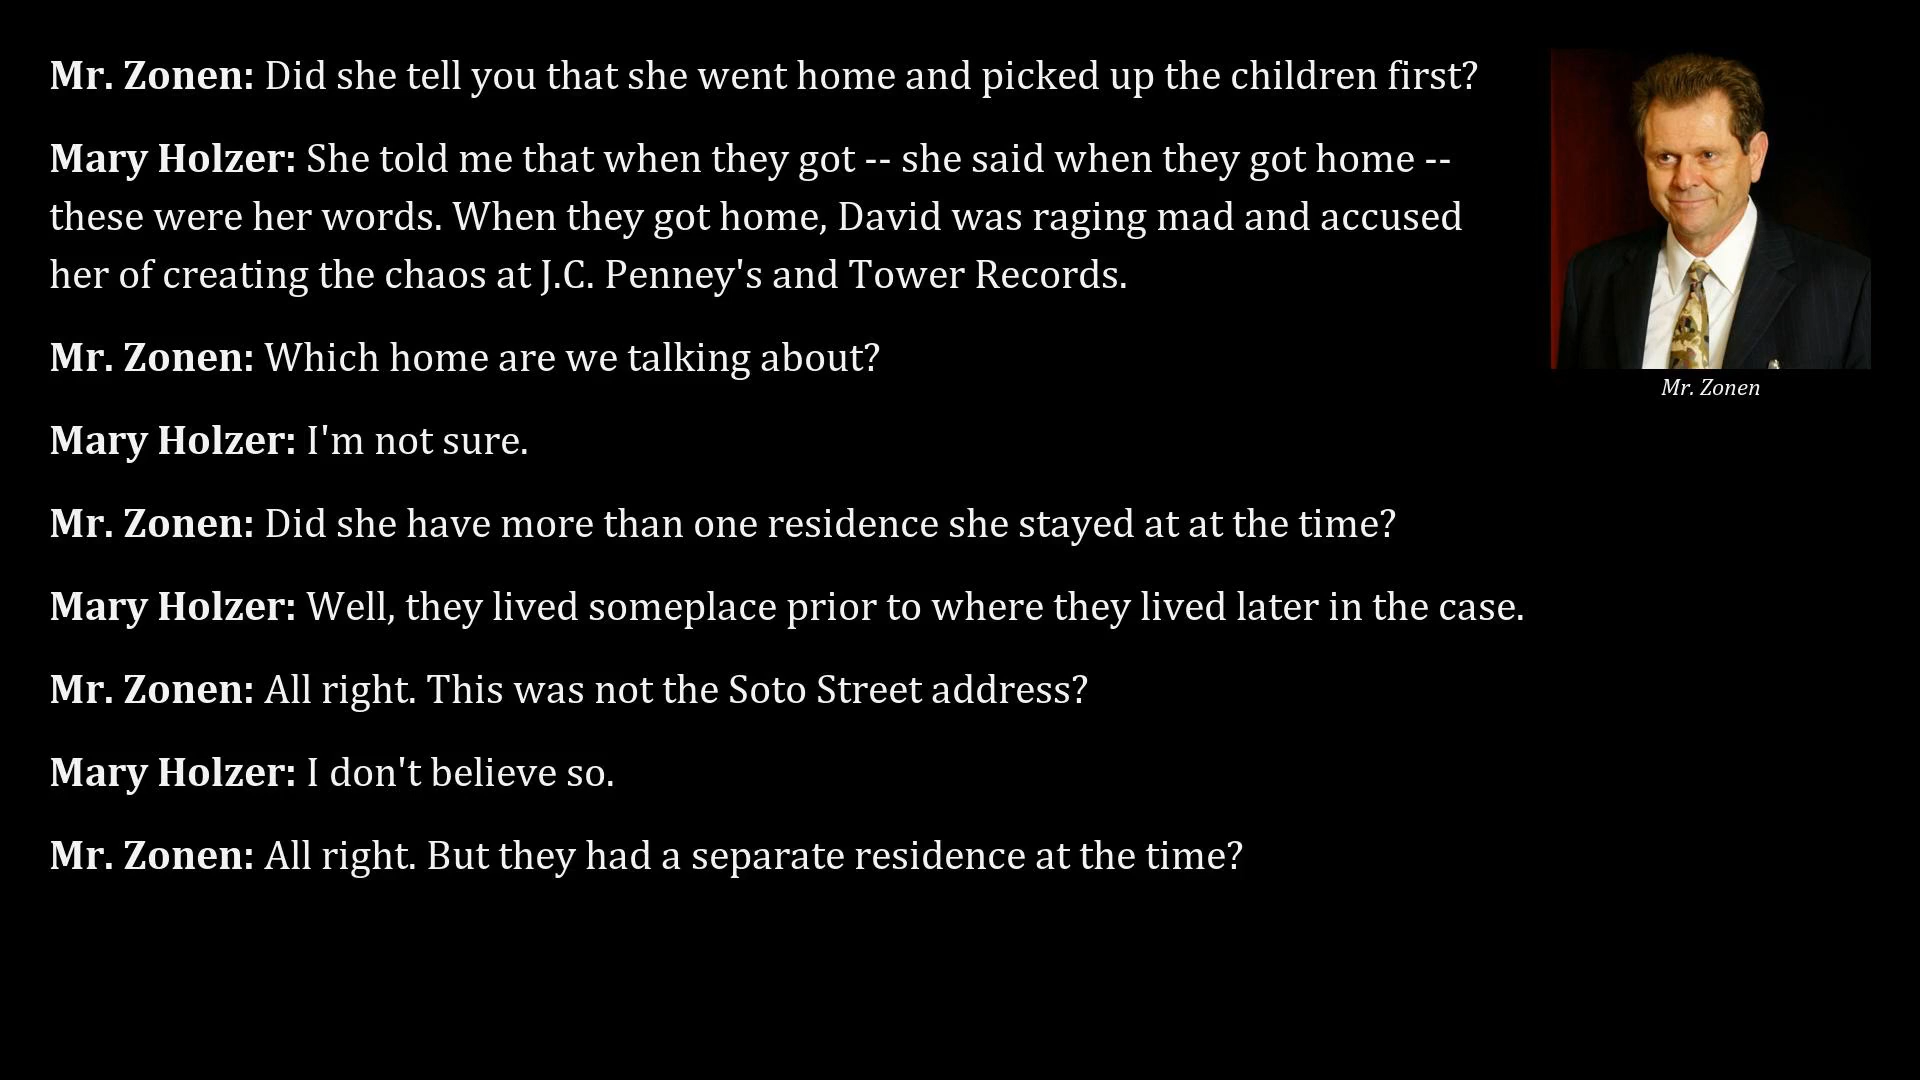 Mr. Zonen: Did she tell you that she went home and picked up the children first?
Mary Holzer: She told me that when they got -- she said when they got home --
these were her words. When they got home, David was raging mad and accused
her of creating the chaos at J.C. Penney's and Tower Records.
Mr. Zonen: Which home are we talking about?
Mr. Zonen
Mary Holzer: I'm not sure.
Mr. Zonen: Did she have more than one residence she stayed at at the time?
Mary Holzer: Well, they lived someplace prior to where they lived later in the case.
Mr. Zonen: All right. This was not the Soto Street address?
Mary Holzer: I don't believe so.
Mr. Zonen: All right. But they had a separate residence at the time?